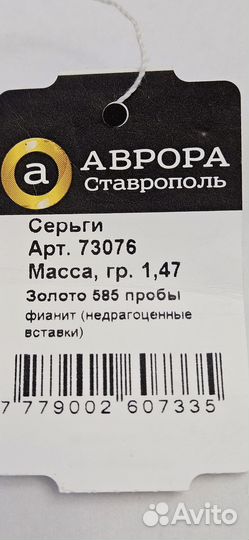 a АВРОРА
Ставрополь
Серьги
Арт. 73076
Масса, гр. 1,47
Золото 585 пробы
фианит (недрагоценные
вставки)
7 779002 607335
Avito